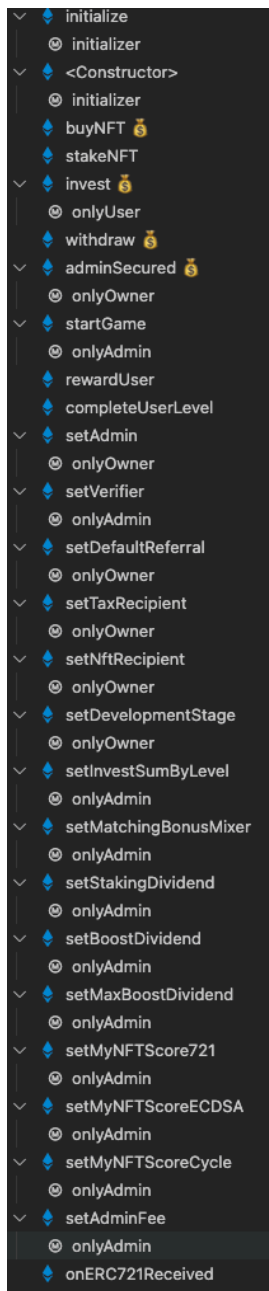 initialize
M initializer
<Constructor>
M initializer
buyNFT 💰
stakeNFT
invest 💰
M onlyUser
withdraw 💰
adminSecured 💰
M onlyOwner
startGame
M onlyAdmin
rewardUser
completeUserLevel
setAdmin
M onlyOwner
setVerifier
M onlyAdmin
setDefaultReferral
M onlyOwner
setTaxRecipient
M onlyOwner
setNftRecipient
M onlyOwner
setDevelopmentStage
M onlyOwner
setInvestSumByLevel
M onlyAdmin
setMatchingBonusMixer
M onlyAdmin
setStakingDividend
M onlyAdmin
setBoostDividend
M onlyAdmin
setMaxBoostDividend
M onlyAdmin
setMyNFTScore721
M onlyAdmin
setMyNFTScoreECDSA
M onlyAdmin
setMyNFTScoreCycle
M onlyAdmin
setAdminFee
M onlyAdmin
onERC721Received